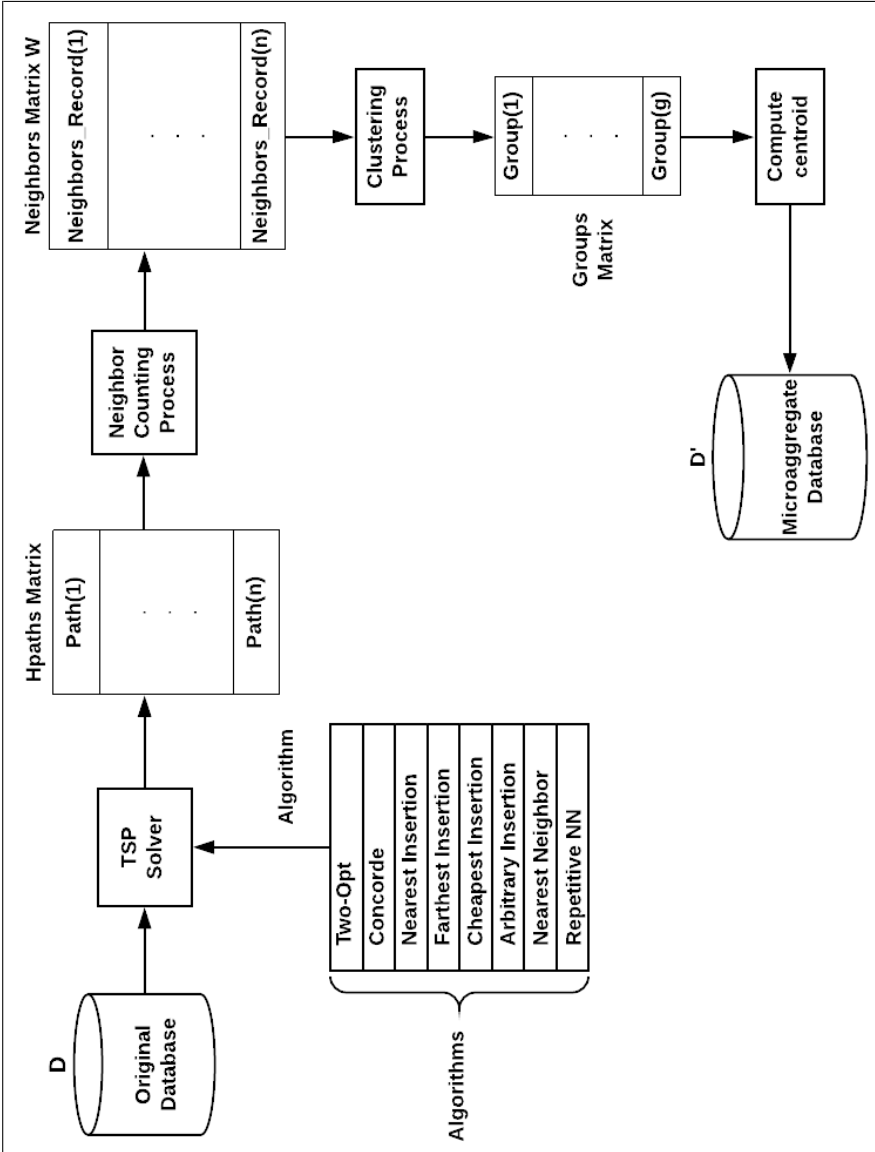 D
Original
Database
TSP
Solver
Algorithm
Algorithms
Two-Opt
Concorde
Nearest Insertion
Farthest Insertion
Cheapest Insertion
Arbitrary Insertion
Nearest Neighbor
Repetitive NN
Hpaths Matrix
Path(1)
.
.
.
Path(n)
Neighbor
Counting
Process
Neighbors Matrix W
Neighbors_Record(1)
.
.
.
Neighbors_Record(n)
Clustering
Process
Group(1)
.
.
.
Group(g)
Groups
Matrix
Compute
centroid
D'
Microaggregate
Database